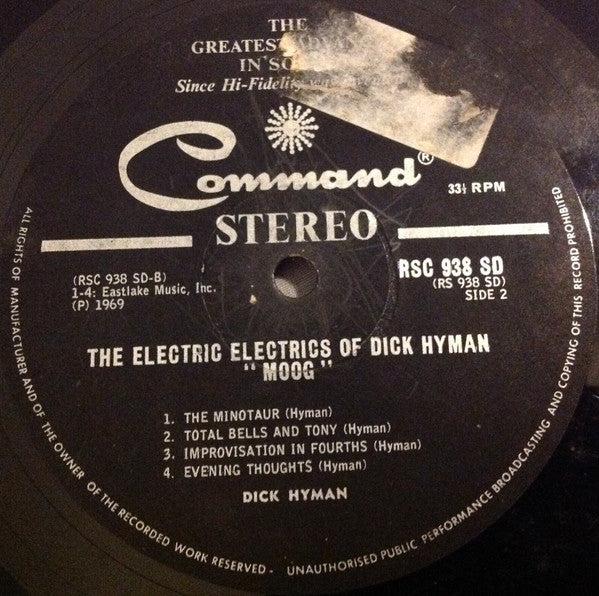 THE
GREATEST
IN SO
Since Hi-Fidelity
Command®
33⅓ RPM
STEREO
(RSC 938 SD-B)
1-4: Eastlake Music, Inc.
(P) 1969
RSC 938 SD
(RS 938 SD)
SIDE 2
THE ELECTRIC ELECTRICS OF DICK HYMAN
"MOOG"
1. THE MINOTAUR (Hyman)
2. TOTAL BELLS AND TONY (Hyman)
3. IMPROVISATION IN FOURTHS (Hyman)
4. EVENING THOUGHTS (Hyman)
DICK HYMAN
ALL RIGHTS OF MANUFACTURER AND OF THE OWNER OF THE RECORDED WORK RESERVED - UNAUTHORISED PUBLIC PERFORMANCE BROADCASTING AND COPYING OF THIS RECORD PROHIBITED